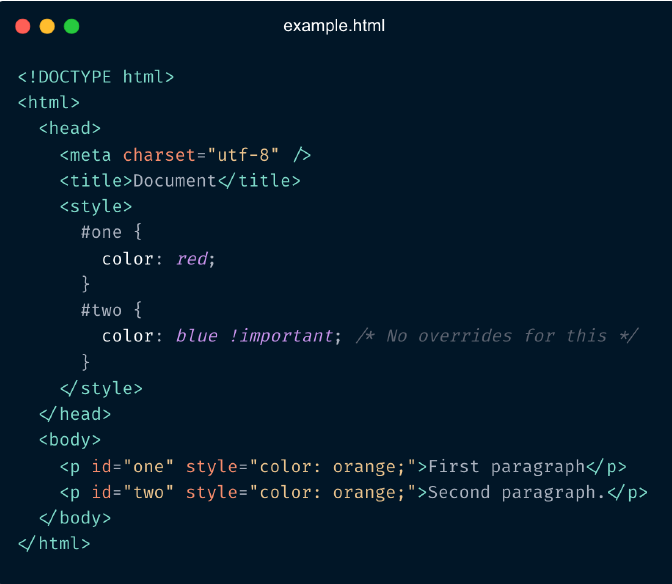 example.html
<!DOCTYPE html>
<html>
  <head>
    <meta charset="utf-8" />
    <title>Document</title>
    <style>
      #one {
        color: red;
      }
      #two {
        color: blue !important; /* No overrides for this */
      }
    </style>
  </head>
  <body>
    <p id="one" style="color: orange;">First paragraph</p>
    <p id="two" style="color: orange;">Second paragraph.</p>
  </body>
</html>